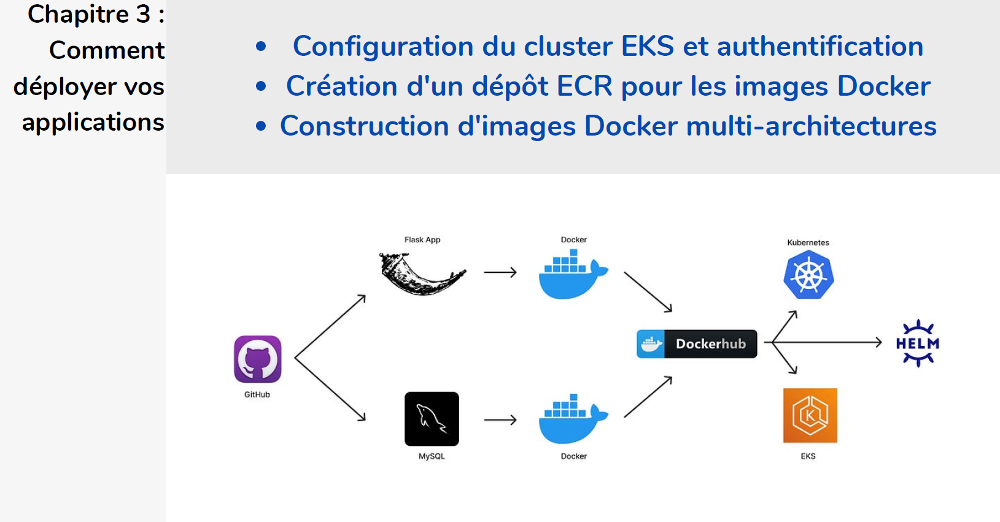 Chapitre 3 :
Comment
déployer vos
applications
• Configuration du cluster EKS et authentification
• Création d'un dépôt ECR pour les images Docker
• Construction d'images Docker multi-architectures
Flask App
Docker
Kubernetes
GitHub
Dockerhub
HELM
K
MySQL
Docker
EKS